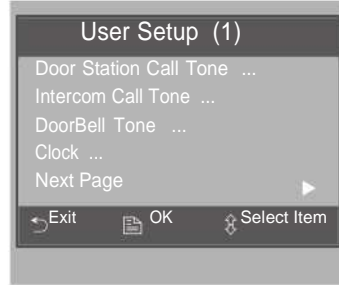 User Setup (1)
Door Station Call Tone ...
Intercom Call Tone ...
DoorBell Tone ...
Clock ...
Next Page
Exit OK Select Item